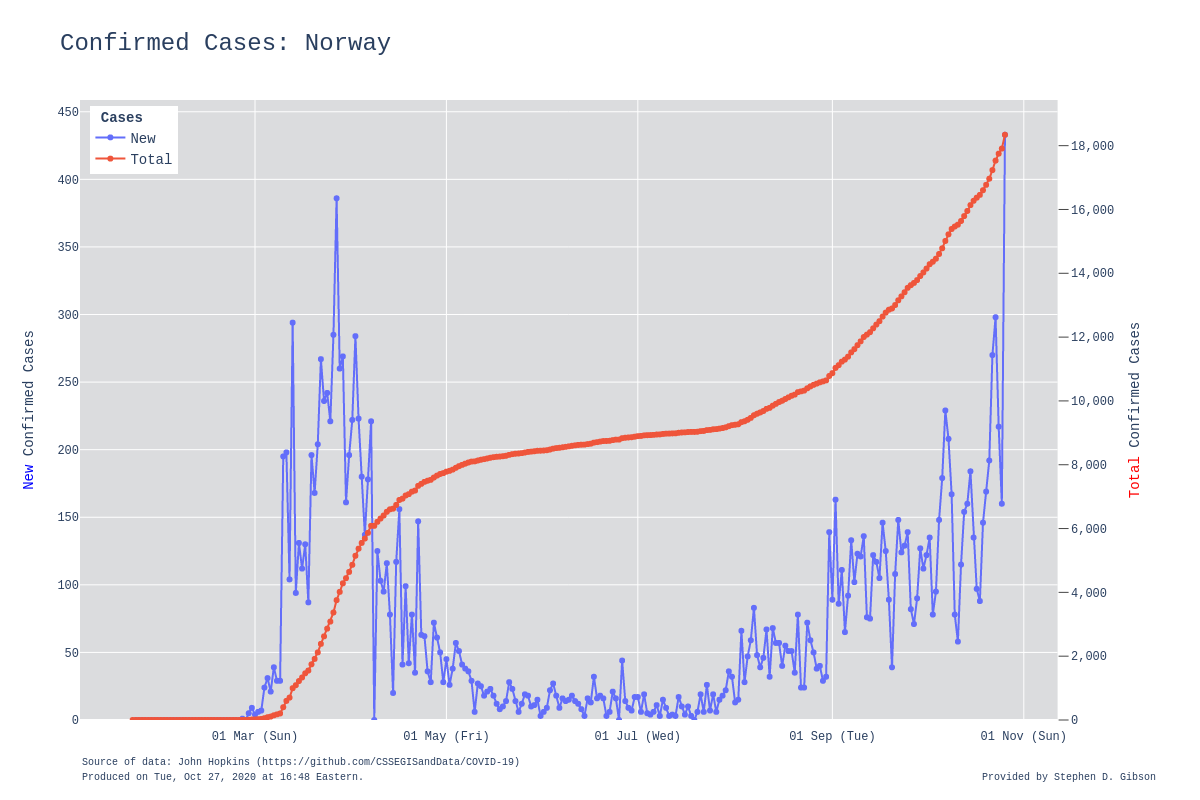 Confirmed Cases: Norway
Cases
New
Total
450
400
350
300
250
200
150
100
50
0
New Confirmed Cases
18,000
16,000
14,000
12,000
10,000
8,000
6,000
4,000
2,000
0
Total Confirmed Cases
01 Mar (Sun) 01 May (Fri) 01 Jul (Wed) 01 Sep (Tue) 01 Nov (Sun)
Source of data: John Hopkins (https://github.com/CSSEGISandData/COVID-19)
Produced on Tue, Oct 27, 2020 at 16:48 Eastern.
Provided by Stephen D. Gibson